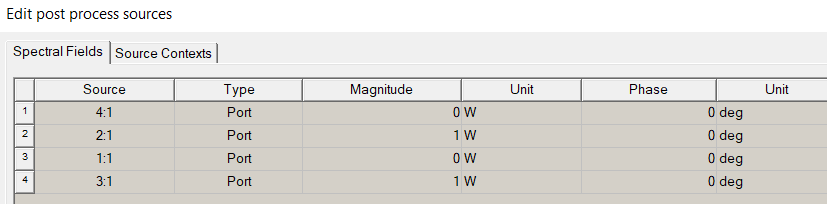 Edit post process sources
Spectral Fields Source Contexts
Source Type Magnitude Unit Phase Unit
1 4:1 Port 0 W 0 deg
2 2:1 Port 1 W 0 deg
3 1:1 Port 0 W 0 deg
4 3:1 Port 1 W 0 deg